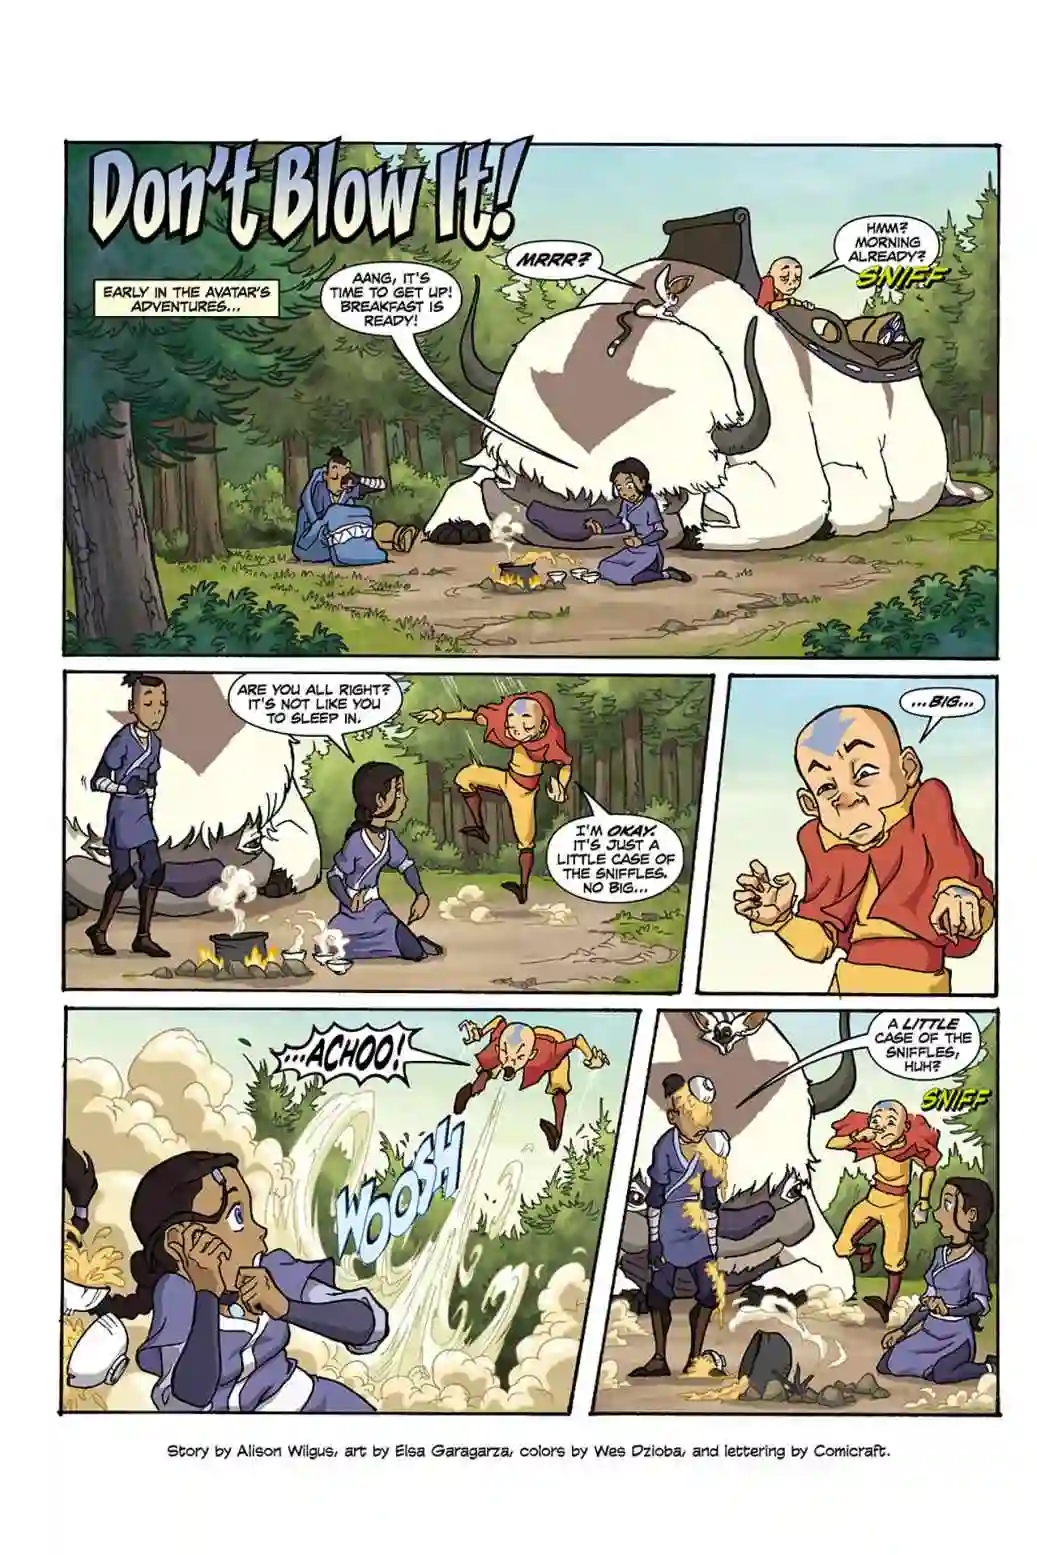 Don't Blow It!
EARLY IN THE AVATAR'S
ADVENTURES...
AANG, IT'S
TIME TO GET UP!
BREAKFAST IS
READY!
MRRR?
HMM?
MORNING
ALREADY?
SNIFF
ARE YOU ALL RIGHT?
IT'S NOT LIKE YOU
TO SLEEP IN.
I'M OKAY.
IT'S JUST A
LITTLE CASE OF
THE SNIFFLES.
NO BIG...
...BIG...
...ACHOO!
WOOSH
A LITTLE
CASE OF THE
SNIFFLES,
HUH?
SNIFF
Story by Alison Wilgus, art by Elsa Garagarza, colors by Wes Dzioba, and lettering by Comicraft.